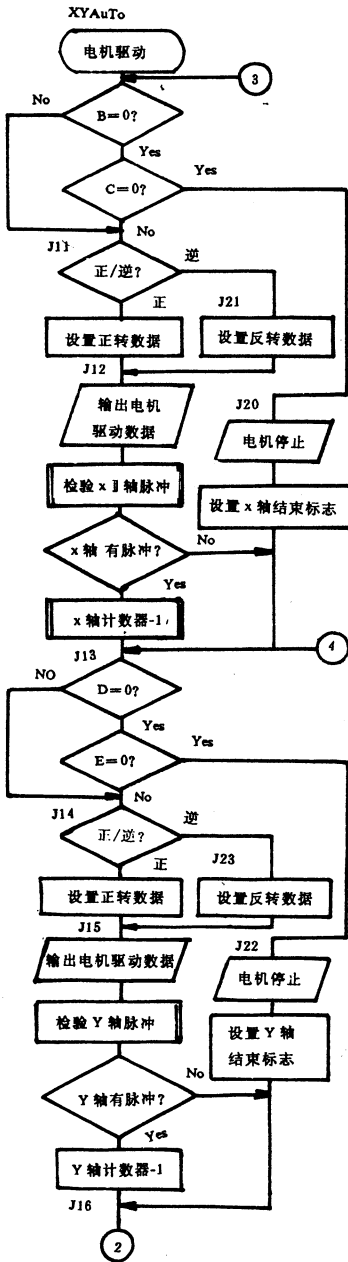 XYAuTo
电机驱动
3
No
B=0?
Yes
Yes
C=0?
No
J11
正/逆?
逆
正
J21
设置正转数据
设置反转数据
J12
输出电机
驱动数据
J20
电机停止
检验x 轴脉冲
设置x轴结束标志
x轴 有脉冲?
No
Yes
x轴计数器-1
J13
4
NO
D=0?
Yes
Yes
E=0?
No
J14
正/逆?
逆
正
J23
设置正转数据
设置反转数据
J15
J22
输出电机驱动数据
电机停止
检验Y轴脉冲
设置Y轴
结束标志
Y轴有脉冲?
No
Yes
Y轴计数器-1
J16
2